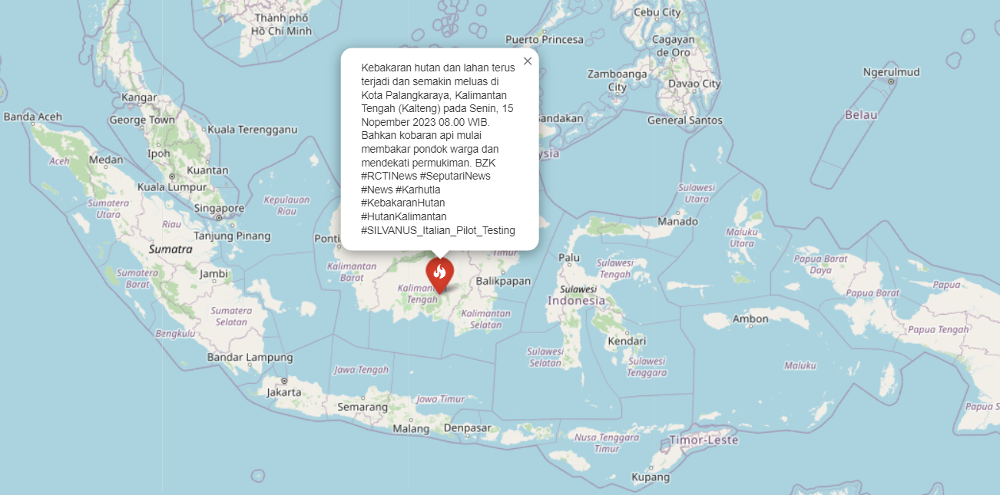 Thành phố
Hồ Chí Minh
Cebu City
Puerto Princesa
Cagayan
de Oro
Kebakaran hutan dan lahan terus
terjadi dan semakin meluas di
Kota Palangkaraya, Kalimantan
Tengah (Kalteng) pada Senin, 15
Nopember 2023 08.00 WIB.
Bahkan kobaran api mulai
membakar pondok warga dan
mendekati permukiman. BZK
#RCTINews #SeputariNews
#News #Karhutla
#KebakaranHutan
#HutanKalimantan
#SILVANUS_Italian_Pilot_Testing
Zamboanga
City
Davao City
Ngerulmud
Kangar
Banda Aceh
George Town
Kuala Terengganu
General Santos
Belau
Ipoh
Aceh
Medan
Kuantan
Kuala Lumpur
Sulawesi
Utara
Sumatera
Utara
Kepulauan
Riau
Singapore
Riau
Manado
Tanjung Pinang
Maluku
Utara
Sumatra
Kalimantan
Barat
Palu
Sulawesi
Tengah
Papua Barat
Daya
Sumatera
Barat
Jambi
Balikpapan
Tengah
Sulawesi
Indonesia
Papua Barat
Papua
Sumatera
Selatan
Kalimantan
Selatan
Ambon
Bengkulu
Kendari
Papua Tengah
Bandar Lampung
Sulawesi
Selatan
Sulawesi
Tenggara
Jawa Tengah
Maluku
Jakarta
Semarang
Jawa Timur
Malang
Denpasar
Nusa Tenggara
Timur
Timor-Leste
Kupang